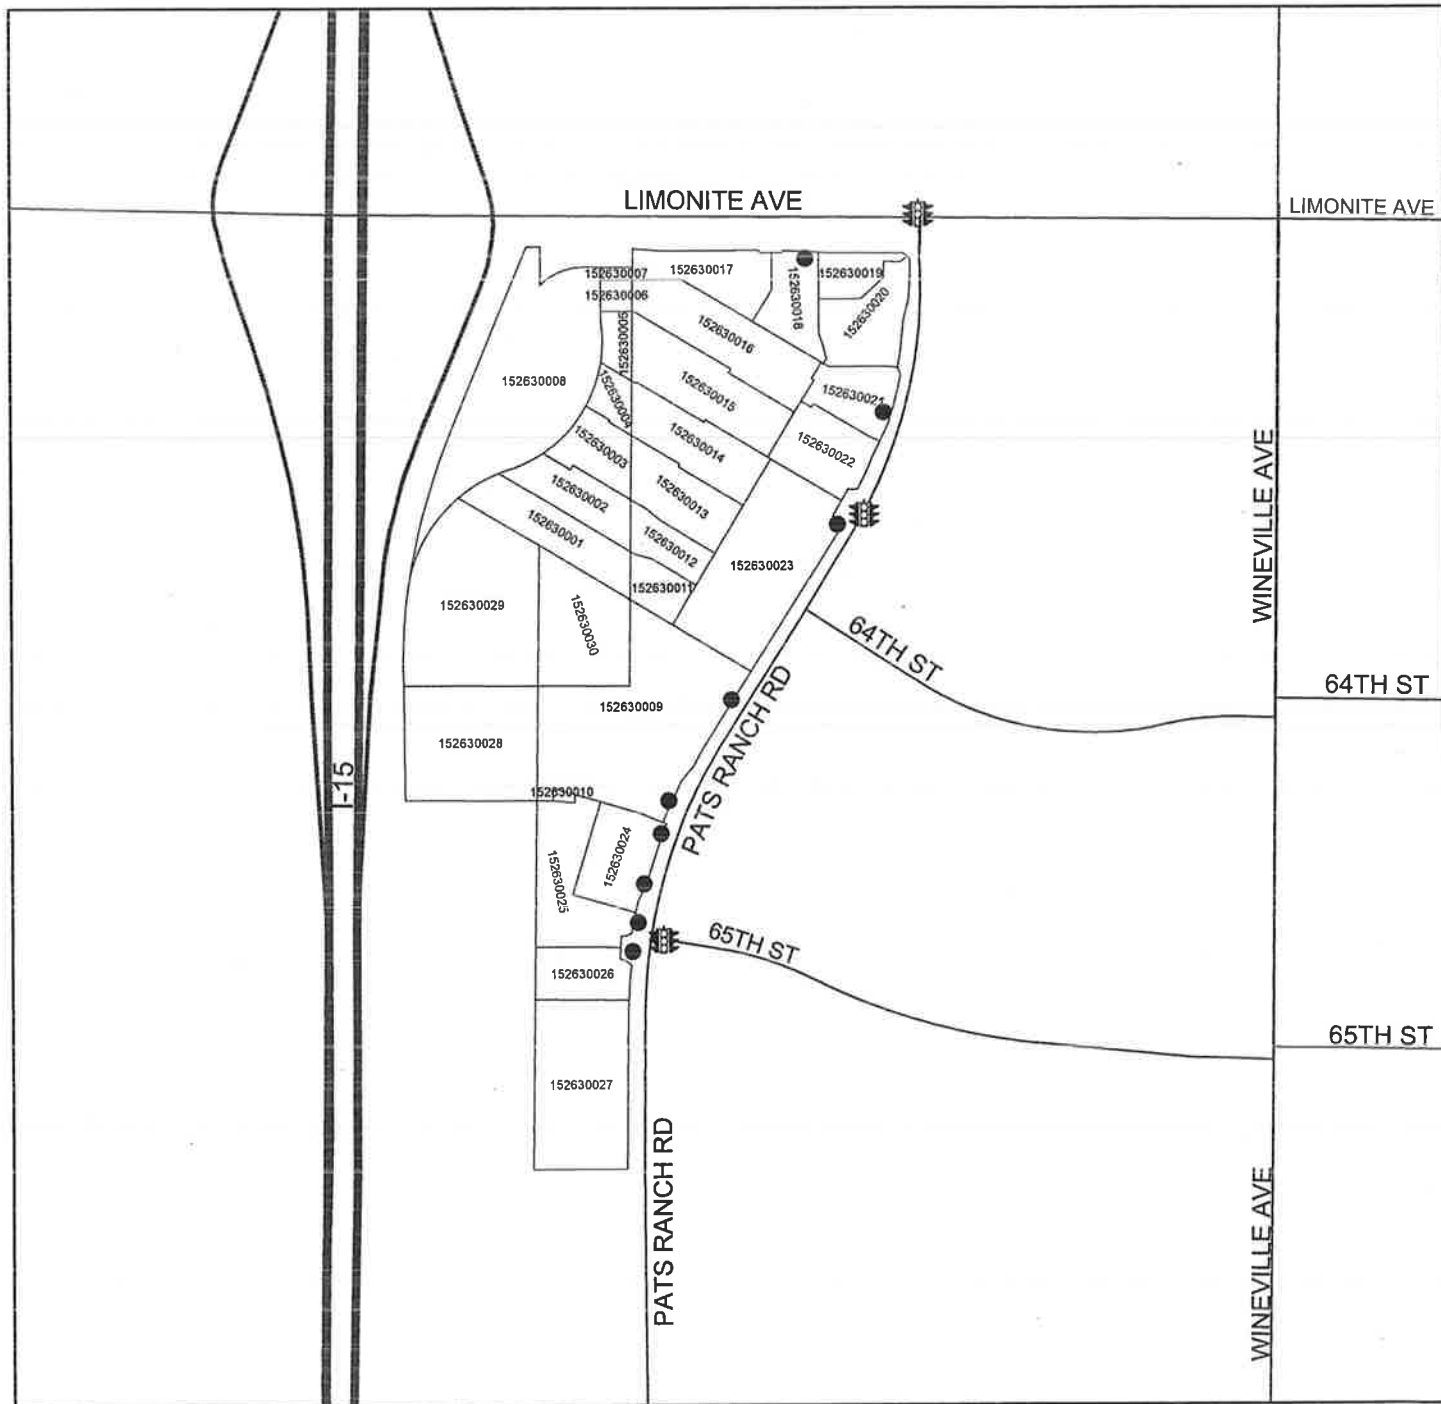 LIMONITE AVE
LIMONITE AVE
152630007
152630017
152630019
152630006
152630018
152630020
152630005
152630016
152630008
152630004
152630015
152630021
152630003
152630014
152630022
152630002
152630013
152630001
152630012
152630023
152630011
152630029
152630030
WINEVILLE AVE
64TH ST
64TH ST
152630009
152630028
PATS RANCH RD
I-15
152630010
152630024
152630025
65TH ST
152630026
65TH ST
152630027
PATS RANCH RD
WINEVILLE AVE